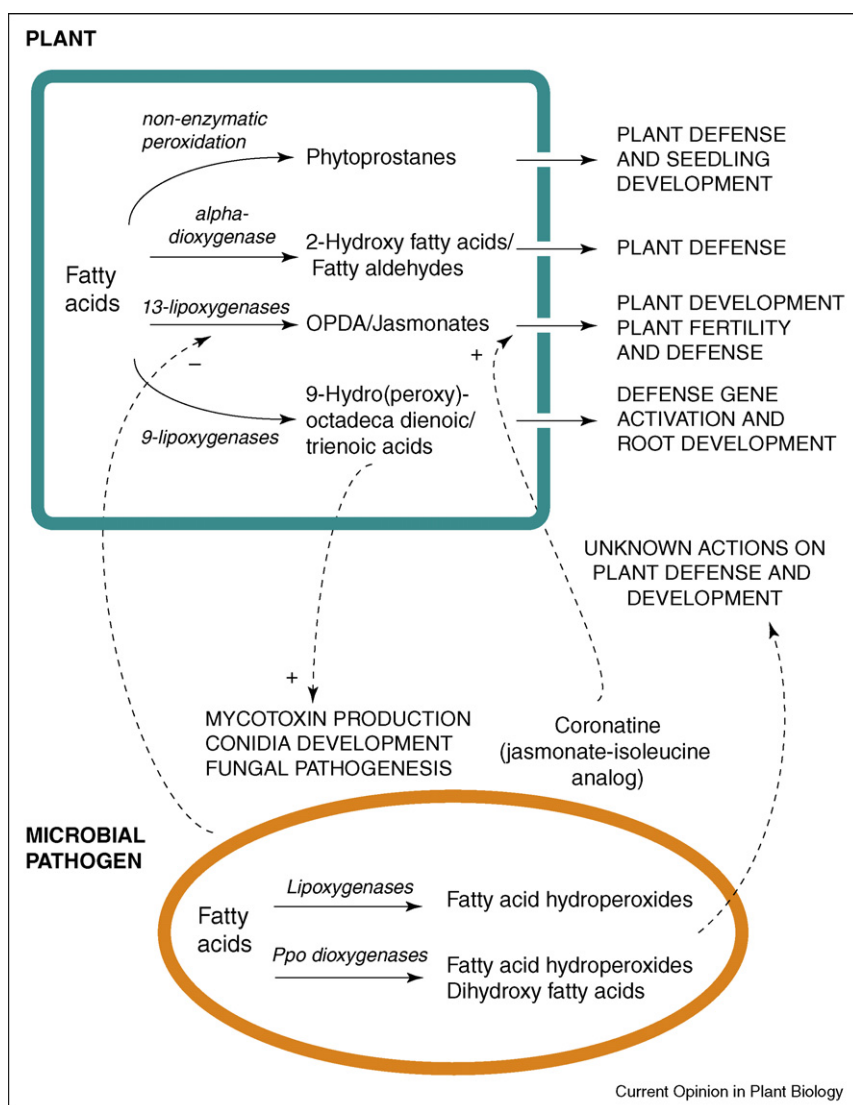 PLANT
non-enzymatic
peroxidation
Phytoprostanes
PLANT DEFENSE
AND SEEDLING
DEVELOPMENT
alpha-
dioxygenase
2-Hydroxy fatty acids/
Fatty aldehydes
PLANT DEFENSE
Fatty
acids
13-lipoxygenases
OPDA/Jasmonates
PLANT DEVELOPMENT
PLANT FERTILITY
AND DEFENSE
+
–
9-Hydro(peroxy)-
octadeca dienoic/
trienoic acids
9-lipoxygenases
DEFENSE GENE
ACTIVATION AND
ROOT DEVELOPMENT
UNKNOWN ACTIONS ON
PLANT DEFENSE AND
DEVELOPMENT
+
MYCOTOXIN PRODUCTION
CONIDIA DEVELOPMENT
FUNGAL PATHOGENESIS
Coronatine
(jasmonate-isoleucine
analog)
MICROBIAL
PATHOGEN
Fatty
acids
Lipoxygenases
Fatty acid hydroperoxides
Ppo dioxygenases
Fatty acid hydroperoxides
Dihydroxy fatty acids
Current Opinion in Plant Biology